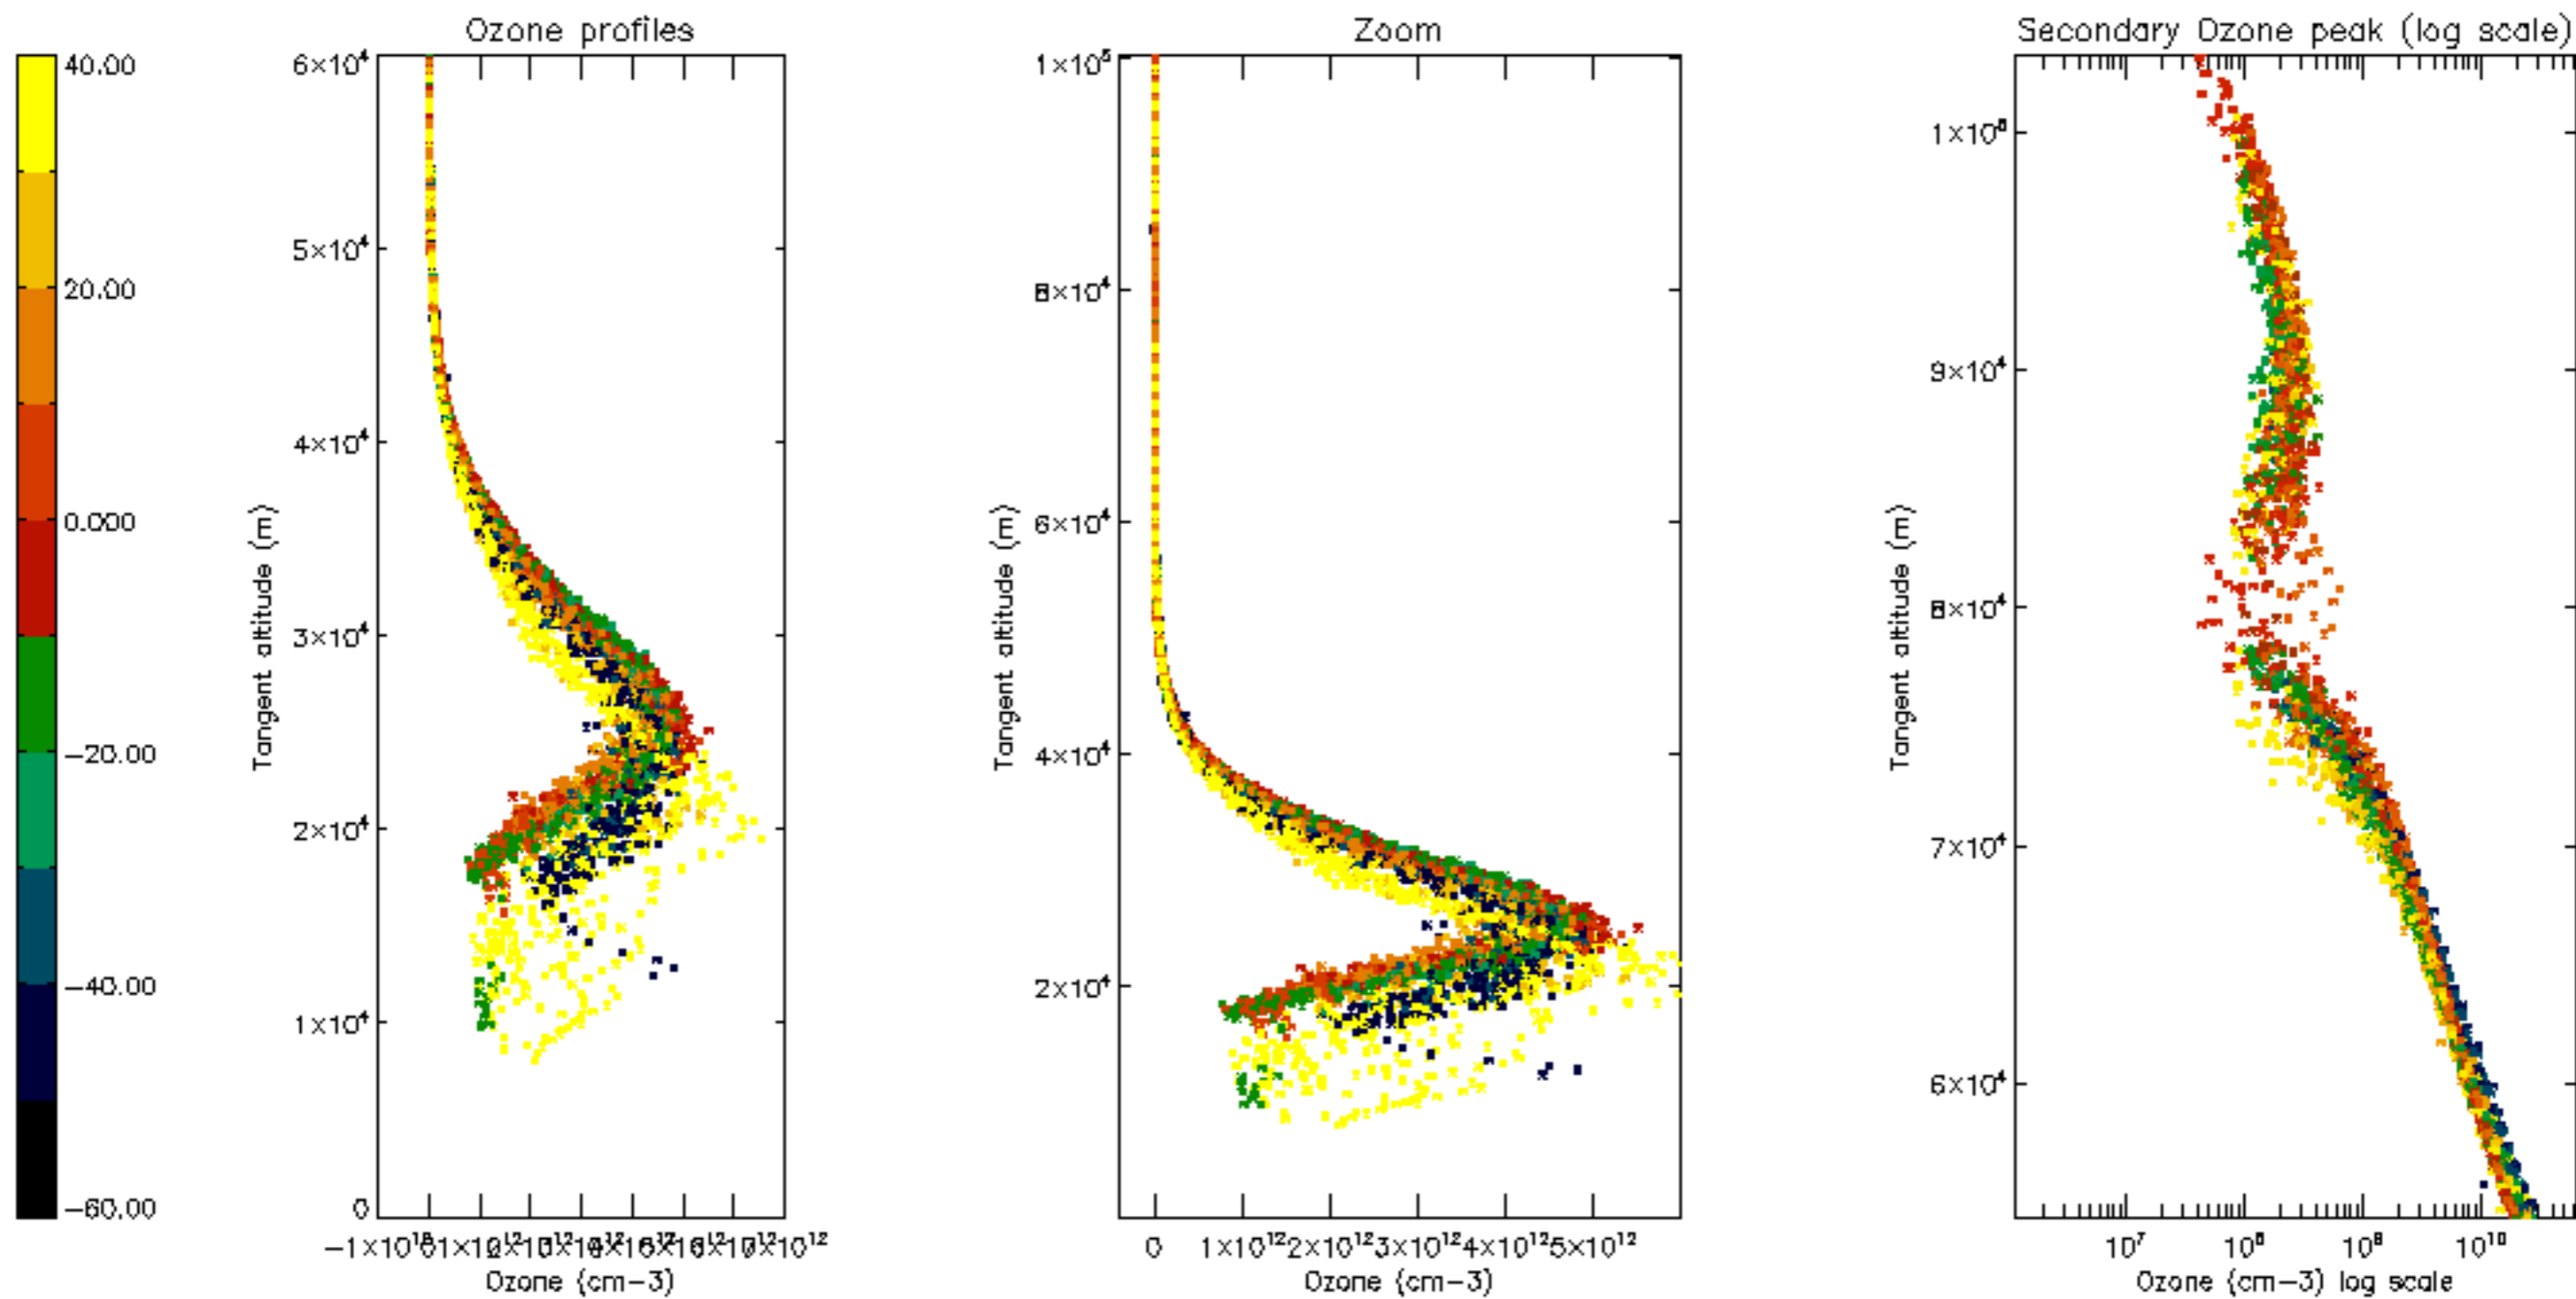 Ozone profiles
Zoom
Secondary Ozone peak (log scale)
40.00
20.00
0.000
−20.00
−40.00
−60.00
6×10⁴
5×10⁴
4×10⁴
3×10⁴
2×10⁴
1×10⁴
0
Tangent altitude (m)
Ozone (cm−3)
1×10⁵
8×10⁴
6×10⁴
4×10⁴
2×10⁴
Tangent altitude (m)
0 1×10¹² 2×10¹² 3×10¹² 4×10¹² 5×10¹²
Ozone (cm−3)
9×10⁴
8×10⁴
7×10⁴
6×10⁴
Tangent altitude (m)
10⁷ 10⁸ 10⁹ 10¹⁰
Ozone (cm−3) log scale